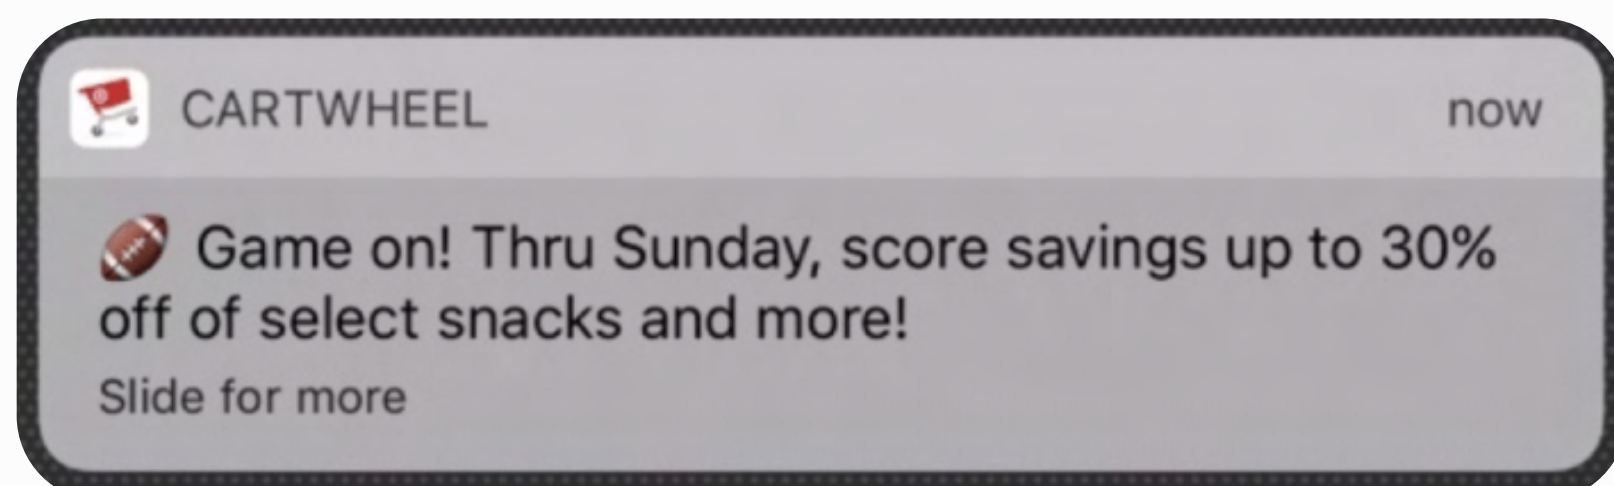 CARTWHEEL
now
🏈 Game on! Thru Sunday, score savings up to 30%
off of select snacks and more!
Slide for more